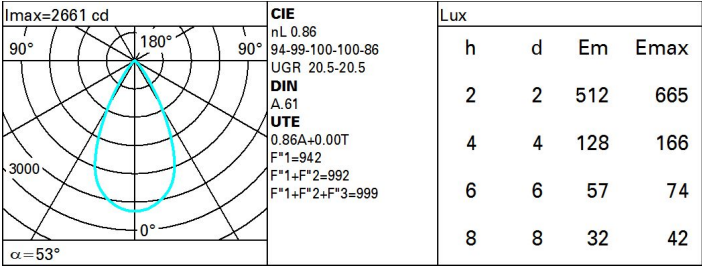 Imax=2661 cd
90° 180° 90°
3000
0°
α=53°
CIE
nL 0.86
94-99-100-100-86
UGR 20.5-20.5
DIN
A.61
UTE
0.86A+0.00T
F"1=942
F"1+F"2=992
F"1+F"2+F"3=999
Lux
h d Em Emax
2 2 512 665
4 4 128 166
6 6 57 74
8 8 32 42